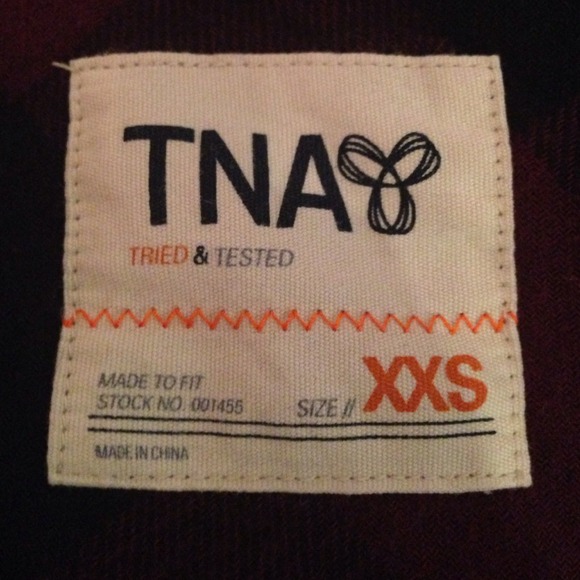 TNA
TRIED & TESTED
MADE TO FIT
STOCK NO. 001455
SIZE // XXS
MADE IN CHINA